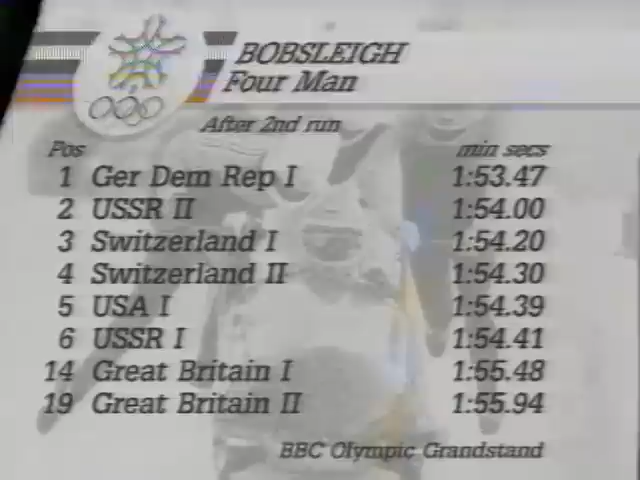 BOBSLEIGH
Four Man
After 2nd run
Pos min secs
1 Ger Dem Rep I 1:53.47
2 USSR II 1:54.00
3 Switzerland I 1:54.20
4 Switzerland II 1:54.30
5 USA I 1:54.39
6 USSR I 1:54.41
14 Great Britain I 1:55.48
19 Great Britain II 1:55.94
BBC Olympic Grandstand